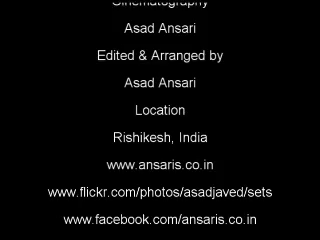 Cinematography
Asad Ansari
Edited & Arranged by
Asad Ansari
Location
Rishikesh, India
www.ansaris.co.in
www.flickr.com/photos/asadjaved/sets
www.facebook.com/ansaris.co.in